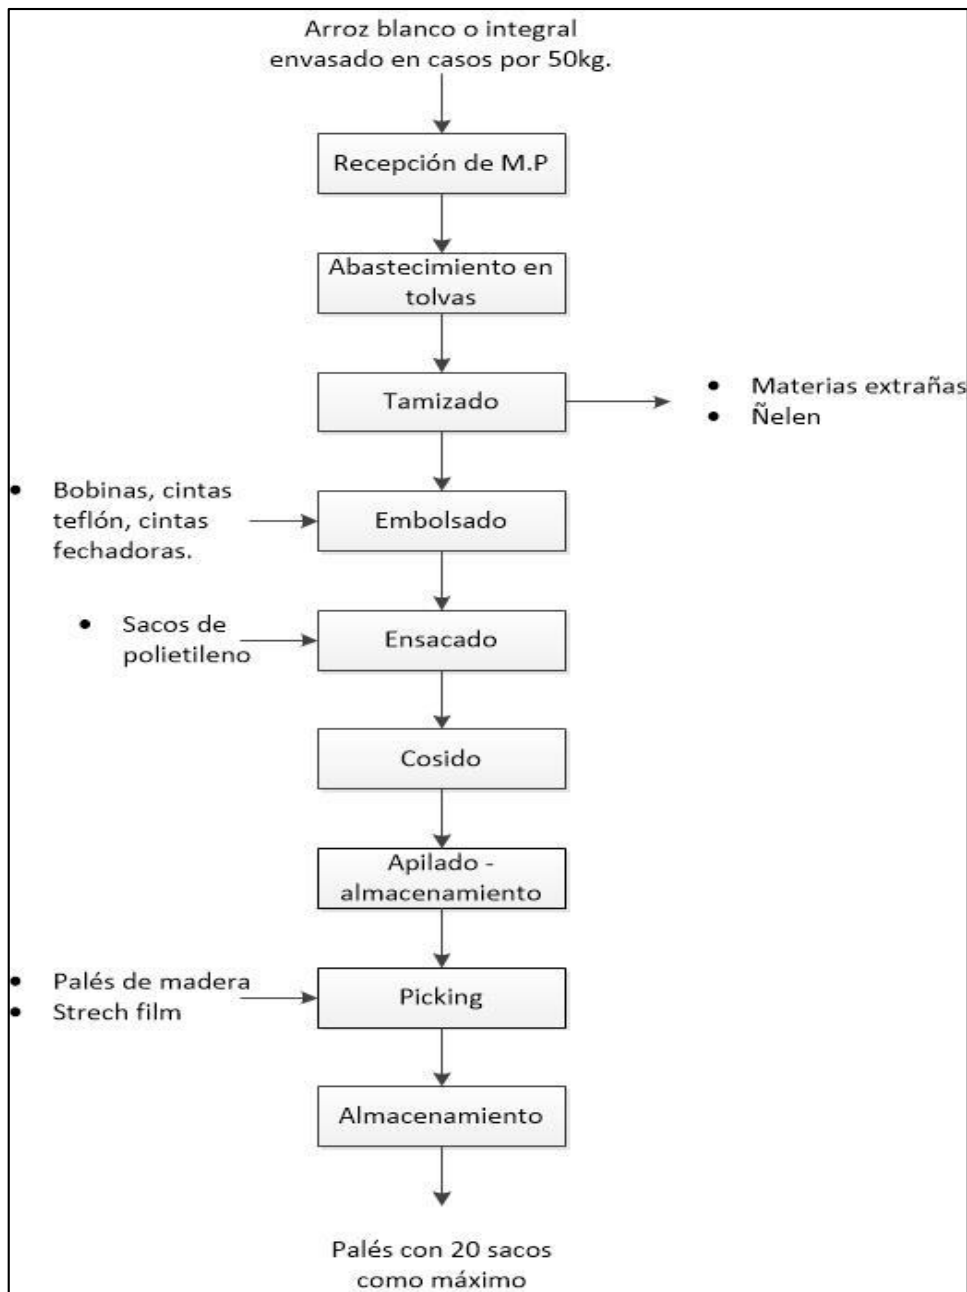 Arroz blanco o integral
envasado en casos por 50kg.
Recepción de M.P
Abastecimiento en
tolvas
Tamizado
• Materias extrañas
• Ñelen
• Bobinas, cintas
teflón, cintas
fechadoras.
Embolsado
• Sacos de
polietileno
Ensacado
Cosido
Apilado -
almacenamiento
• Palés de madera
• Strech film
Picking
Almacenamiento
Palés con 20 sacos
como máximo